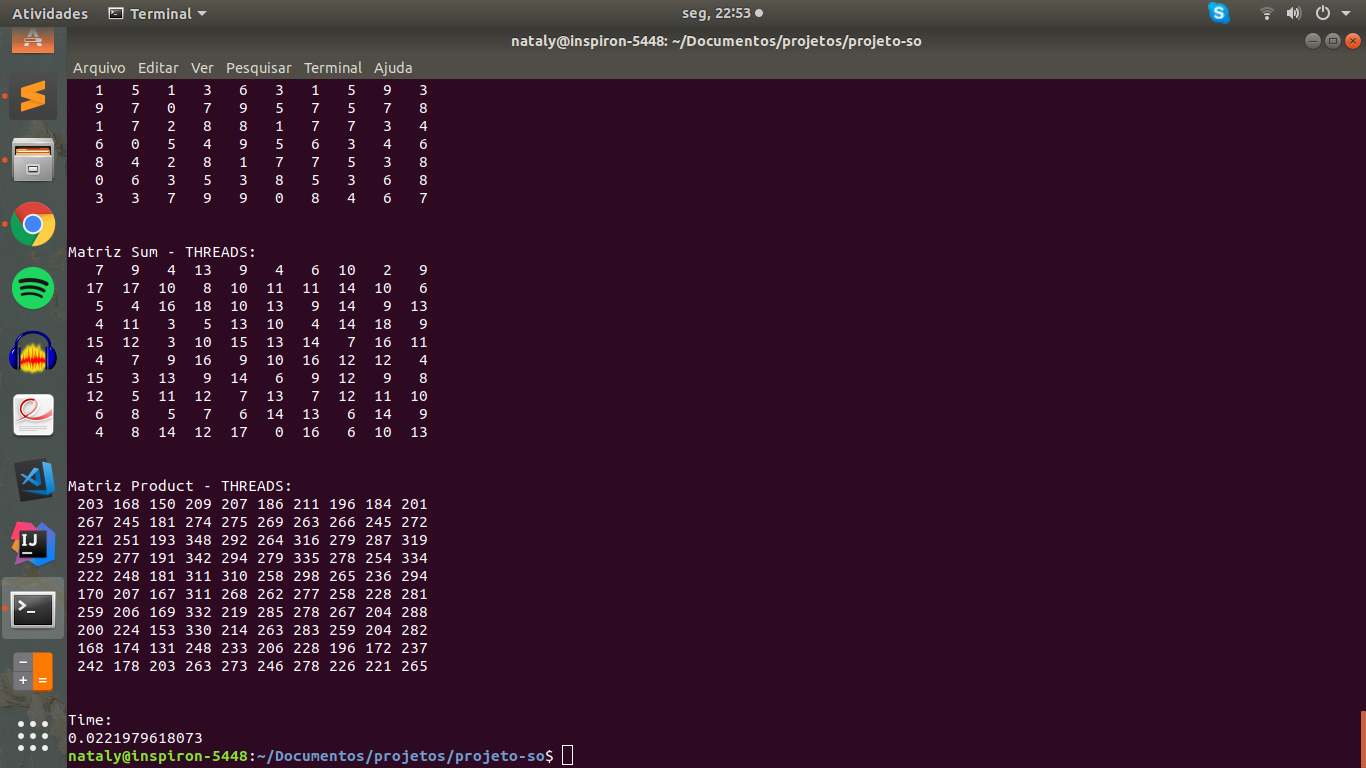 Atividades Terminal seg, 22:53
nataly@inspiron-5448: ~/Documentos/projetos/projeto-so
Arquivo Editar Ver Pesquisar Terminal Ajuda
1 5 1 3 6 3 1 5 9 3
9 7 0 7 9 5 7 5 7 8
1 7 2 8 8 1 7 7 3 4
6 0 5 4 9 5 6 3 4 6
8 4 2 8 1 7 7 5 3 8
0 6 3 5 3 8 5 3 6 8
3 3 7 9 9 0 8 4 6 7
Matriz Sum - THREADS:
7 9 4 13 9 4 6 10 2 9
17 17 10 8 10 11 11 14 10 6
5 4 16 18 10 13 9 14 9 13
4 11 3 5 13 10 4 14 18 9
15 12 3 10 15 13 14 7 16 11
4 7 9 16 9 10 16 12 12 4
15 3 13 9 14 6 9 12 9 8
12 5 11 12 7 13 7 12 11 10
6 8 5 7 6 14 13 6 14 9
4 8 14 12 17 0 16 6 10 13
Matriz Product - THREADS:
203 168 150 209 207 186 211 196 184 201
267 245 181 274 275 269 263 266 245 272
221 251 193 348 292 264 316 279 287 319
259 277 191 342 294 279 335 278 254 334
222 248 181 311 310 258 298 265 236 294
170 207 167 311 268 262 277 258 228 281
259 206 169 332 219 285 278 267 204 288
200 224 153 330 214 263 283 259 204 282
168 174 131 248 233 206 228 196 172 237
242 178 203 263 273 246 278 226 221 265
Time:
0.0221979618073
nataly@inspiron-5448:~/Documentos/projetos/projeto-so$
IJ